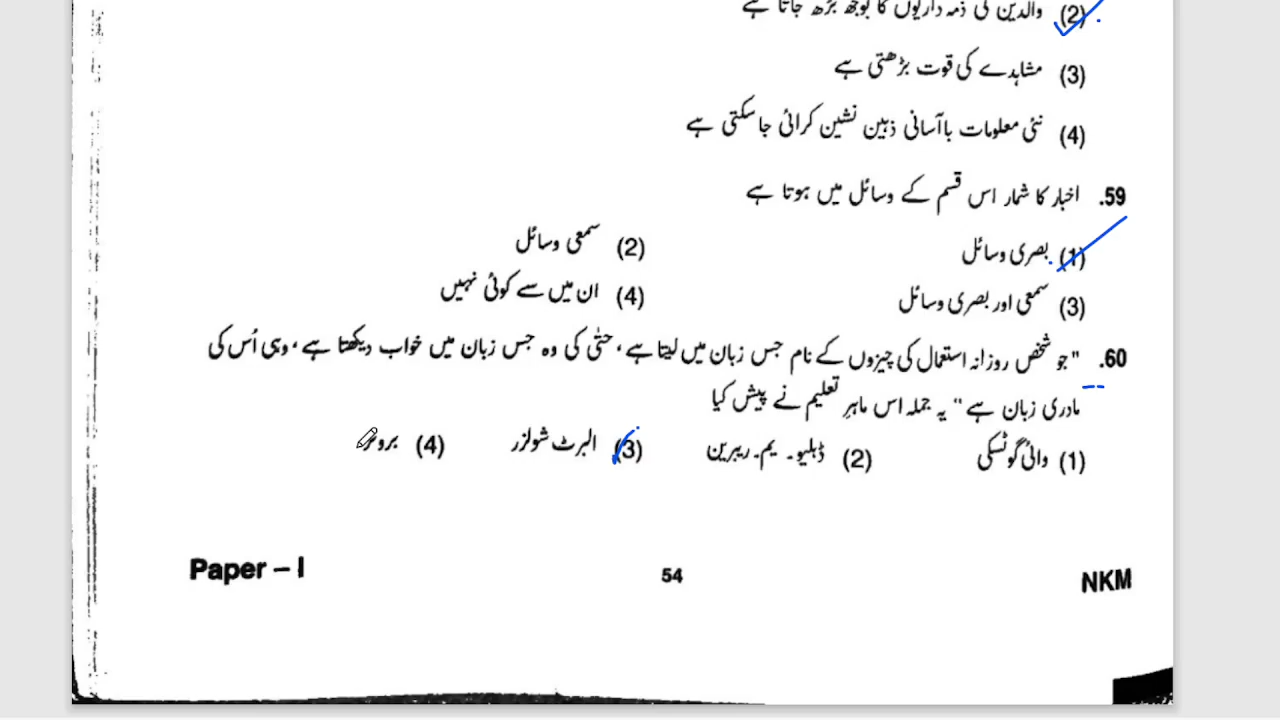 (2) والدین کی ذمہ داریوں کا بوجھ بڑھ جاتا ہے
(3) مشاہدے کی قوت بڑھتی ہے
(4) نئی معلومات باآسانی ذہین نشین کرائی جاسکتی ہے
59. اخبار کا شمار اس قسم کے وسائل میں ہوتا ہے
(1) بصری وسائل (2) سمعی وسائل
(3) سمعی اور بصری وسائل (4) ان میں سے کوئی نہیں
60. "جو شخص روزانہ استعمال کی چیزوں کے نام جس زبان میں لیتا ہے، حتٰی کی وہ جس زبان میں خواب دیکھتا ہے، وہی اُس کی
مادری زبان ہے" یہ جملہ اس ماہرِ تعلیم نے پیش کیا
(1) وائی گوٹسکی (2) ڈبلیو۔ یم۔ ریبرین (3) البرٹ شولزر (4)
Paper – I 54 NKM